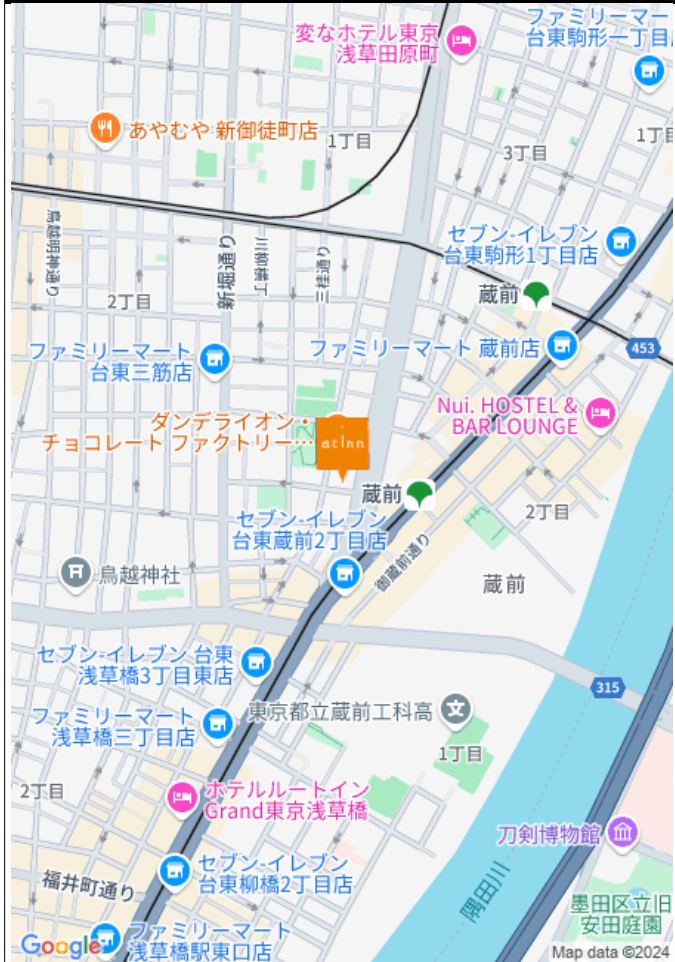 変なホテル東京
浅草田原町
ファミリーマー
台東駒形一丁目
あやむや 新御徒町店
1丁目
1丁
3丁目
鳥越明神通り
新堀通り
川柳横丁
三桂通り
セブン-イレブン
台東駒形1丁目店
2丁目
蔵前
ファミリーマート
台東三筋店
ファミリーマート 蔵前店
453
ダンデライオン・
チョコレート ファクトリー…
atInn
Nui. HOSTEL &
BAR LOUNGE
蔵前
セブン-イレブン
台東蔵前2丁目店
2丁目
御蔵前通り
鳥越神社
蔵前
セブン-イレブン 台東
浅草橋3丁目東店
315
ファミリーマート
浅草橋三丁目店
東京都立蔵前工科高
1丁目
2丁目
ホテルルートイン
Grand東京浅草橋
刀剣博物館
セブン-イレブン
台東柳橋2丁目店
福井町通り
隅田川
墨田区立旧
安田庭園
ファミリーマート
浅草橋駅東口店
Google
Map data ©2024